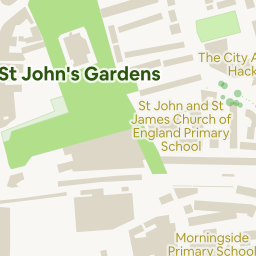 The City A
Hack
St John's Gardens
St John and St
James Church of
England Primary
School
Morningside
Primary School